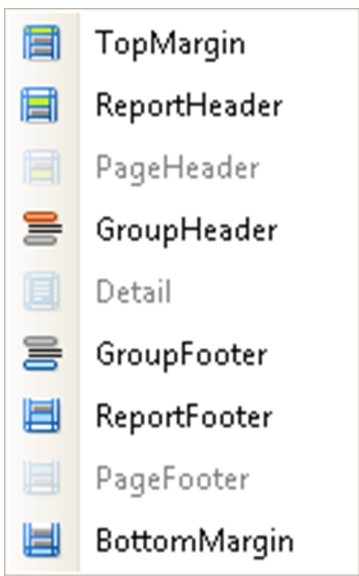 TopMargin
ReportHeader
PageHeader
GroupHeader
Detail
GroupFooter
ReportFooter
PageFooter
BottomMargin